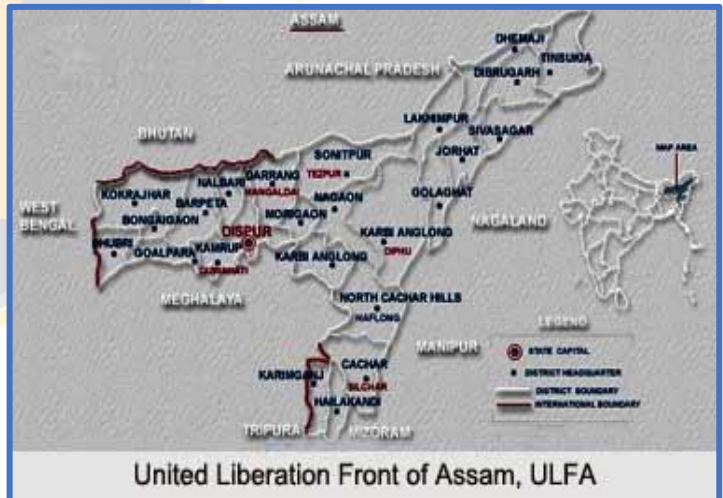 ASSAM
DHEMAJI
TINSUKIA
ARUNACHAL PRADESH
DIBRUGARH
LAKHIMPUR
SIVASAGAR
BHUTAN
SONITPUR
JORHAT
MAP AREA
DARRANG
TEZPUR
NALBARI
MANGALDAI
KOKRAJHAR
BARPETA
NAGAON
GOLAGHAT
WEST
BENGAL
BONGAIGAON
MORIGAON
NAGALAND
DISPUR
DHUBRI
GOALPARA
KAMRUP
KARBI ANGLONG
KARBI ANGLONG
DIPHU
GUWAHATI
MEGHALAYA
NORTH CACHAR HILLS
HAFLONG
LEGEND
MANIPUR
STATE CAPITAL
CACHAR
DISTRICT HEADQUARTER
KARIMGANJ
SILCHAR
DISTRICT BOUNDARY
HAILAKANDI
INTERNATIONAL BOUNDARY
TRIPURA
MIZORAM
United Liberation Front of Assam, ULFA